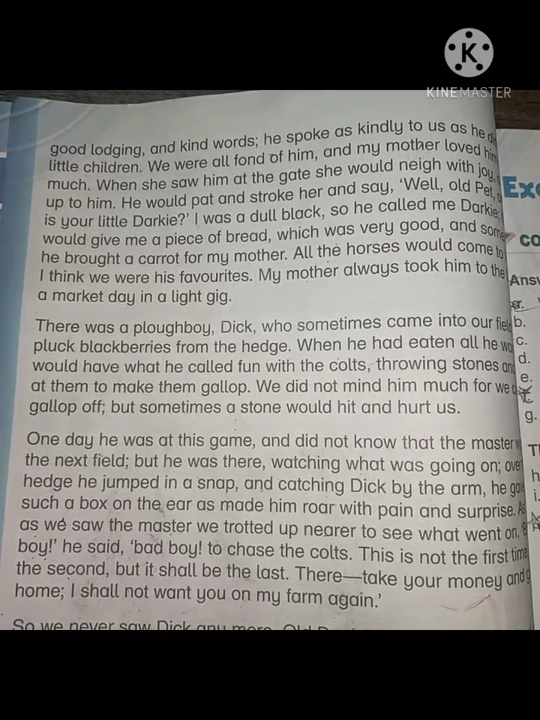 K
KINEMASTER
good lodging, and kind words; he spoke as kindly to us as he
little children. We were all fond of him, and my mother loved
much. When she saw him at the gate she would neigh with joy,
up to him. He would pat and stroke her and say, 'Well, old Pet,
is your little Darkie?' I was a dull black, so he called me Darkie;
would give me a piece of bread, which was very good, and
he brought a carrot for my mother. All the horses would come to
I think we were his favourites. My mother always took him to the
a market day in a light gig.
There was a ploughboy, Dick, who sometimes came into our
pluck blackberries from the hedge. When he had eaten all he
would have what he called fun with the colts, throwing stones
at them to make them gallop. We did not mind him much for we
gallop off; but sometimes a stone would hit and hurt us.
One day he was at this game, and did not know that the master
the next field; but he was there, watching what was going on; over
hedge he jumped in a snap, and catching Dick by the arm, he
such a box on the ear as made him roar with pain and surprise.
as we saw the master we trotted up nearer to see what went on.
boy!' he said, 'bad boy! to chase the colts. This is not the first time
the second, but it shall be the last. There—take your money and
home; I shall not want you on my farm again.'
So we never saw Dick any more.
b.
c.
d.
e.
g.
h
i.